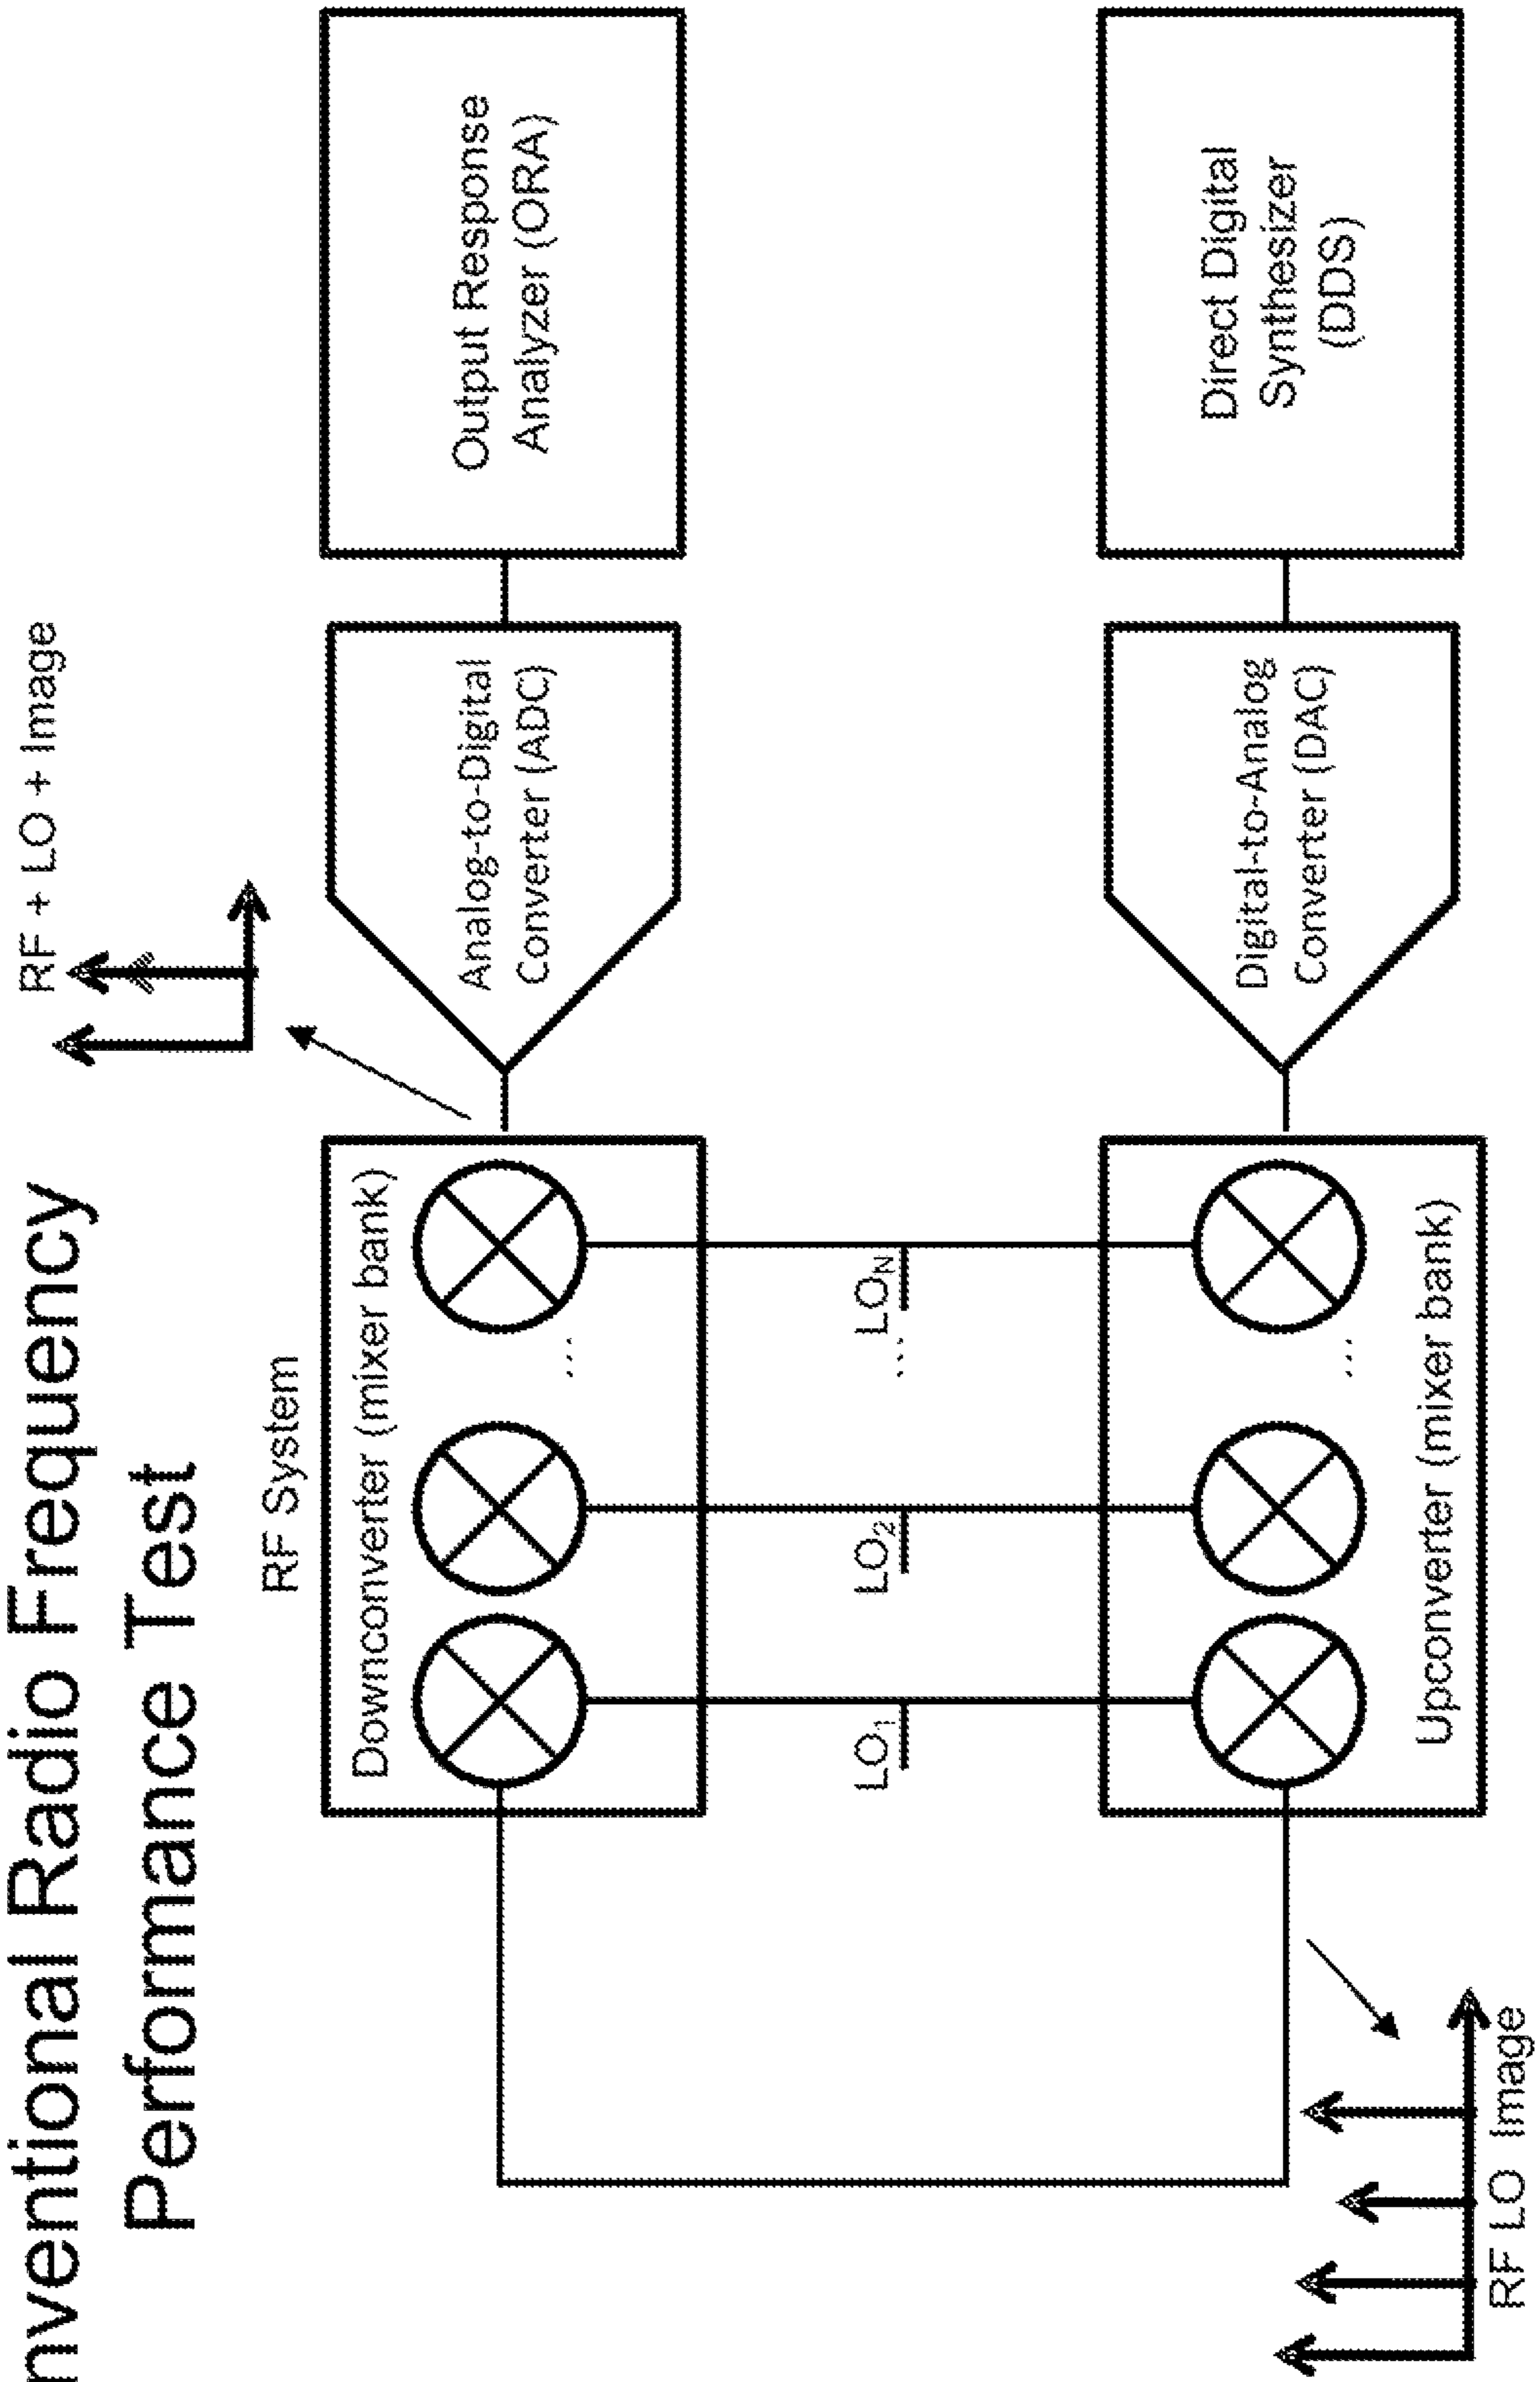 nventional Radio Frequency
Performance Test
RF + LO + Image
RF System
Downconverter (mixer bank)
...
Analog-to-Digital
Converter (ADC)
Output Response
Analyzer (ORA)
LO₁
LO₂
...
LO_N
...
Upconverter (mixer bank)
Digital-to-Analog
Converter (DAC)
Direct Digital
Synthesizer
(DDS)
RF LO Image